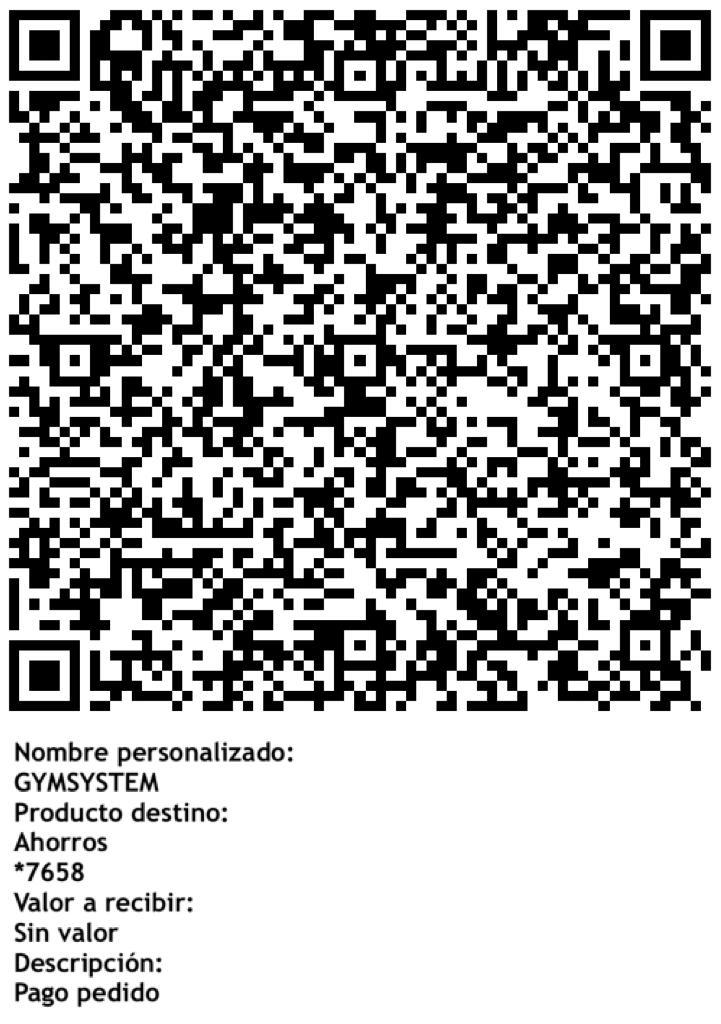 Nombre personalizado:
GYMSYSTEM
Producto destino:
Ahorros
*7658
Valor a recibir:
Sin valor
Descripción:
Pago pedido